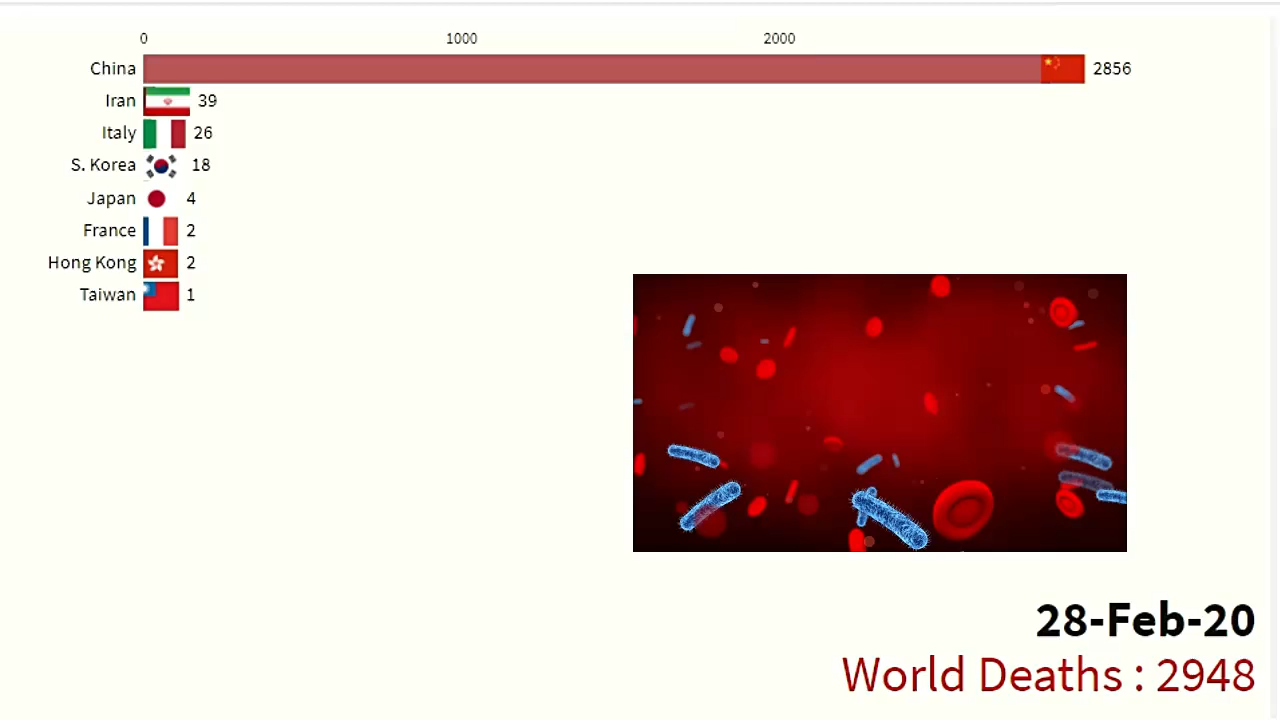 0 1000 2000
China 2856
Iran 39
Italy 26
S. Korea 18
Japan 4
France 2
Hong Kong 2
Taiwan 1
28-Feb-20
World Deaths : 2948